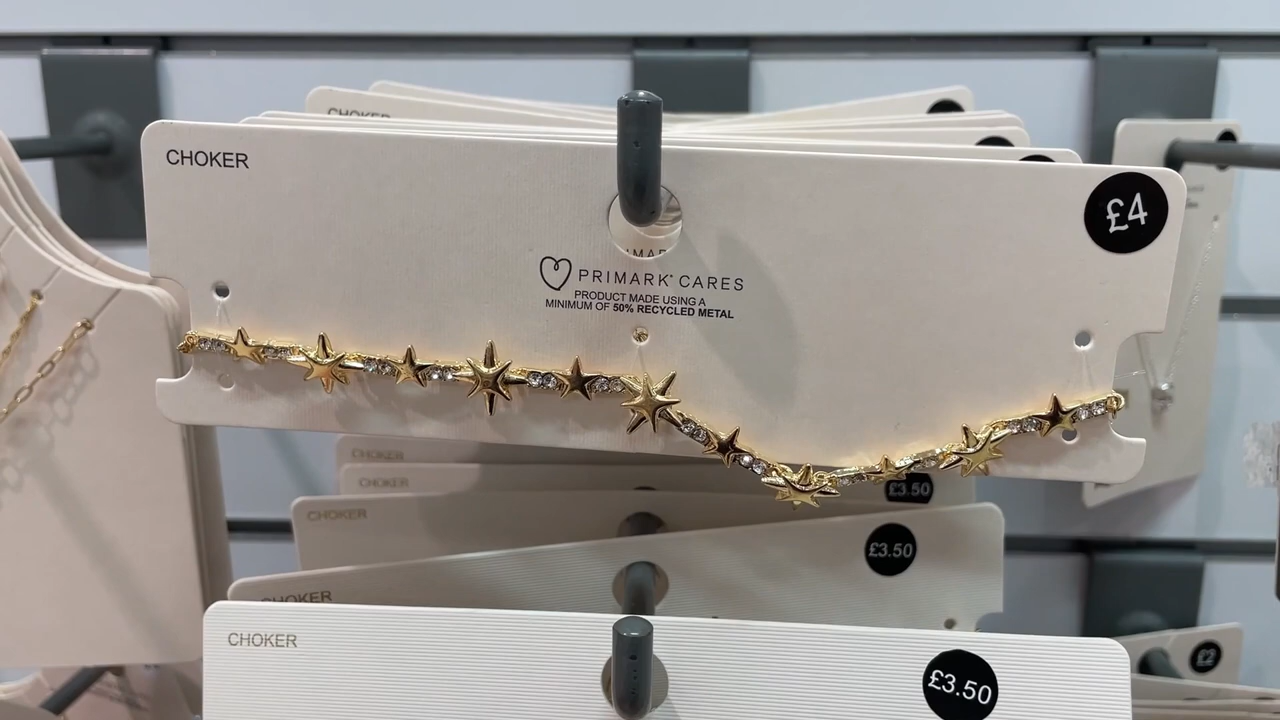 CHOKER
CHOKER
£4
PRIMARK CARES
PRODUCT MADE USING A
MINIMUM OF 50% RECYCLED METAL
CHOKER
CHOKER
£3.50
CHOKER
£3.50
CHOKER
CHOKER
£3.50
£2